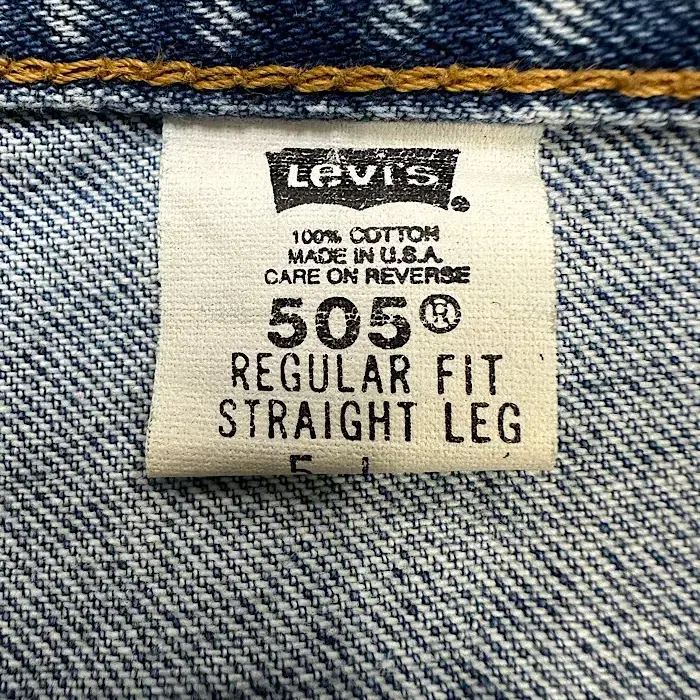 Levi's®
100% COTTON
MADE IN U.S.A.
CARE ON REVERSE
505®
REGULAR FIT
STRAIGHT LEG